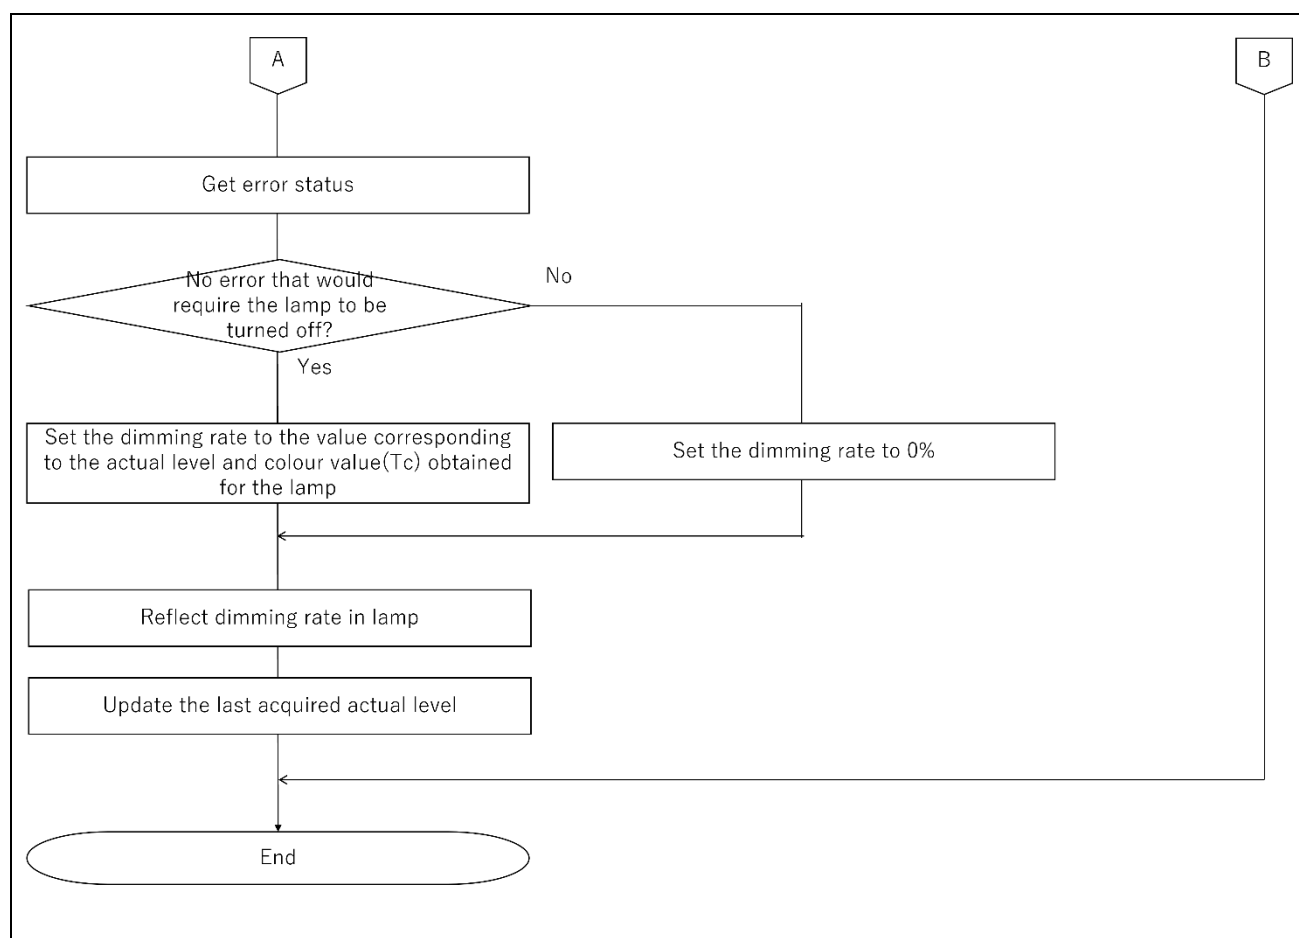 A
B
Get error status
No error that would
require the lamp to be
turned off?
No
Yes
Set the dimming rate to the value corresponding
to the actual level and colour value(Tc) obtained
for the lamp
Set the dimming rate to 0%
Reflect dimming rate in lamp
Update the last acquired actual level
End